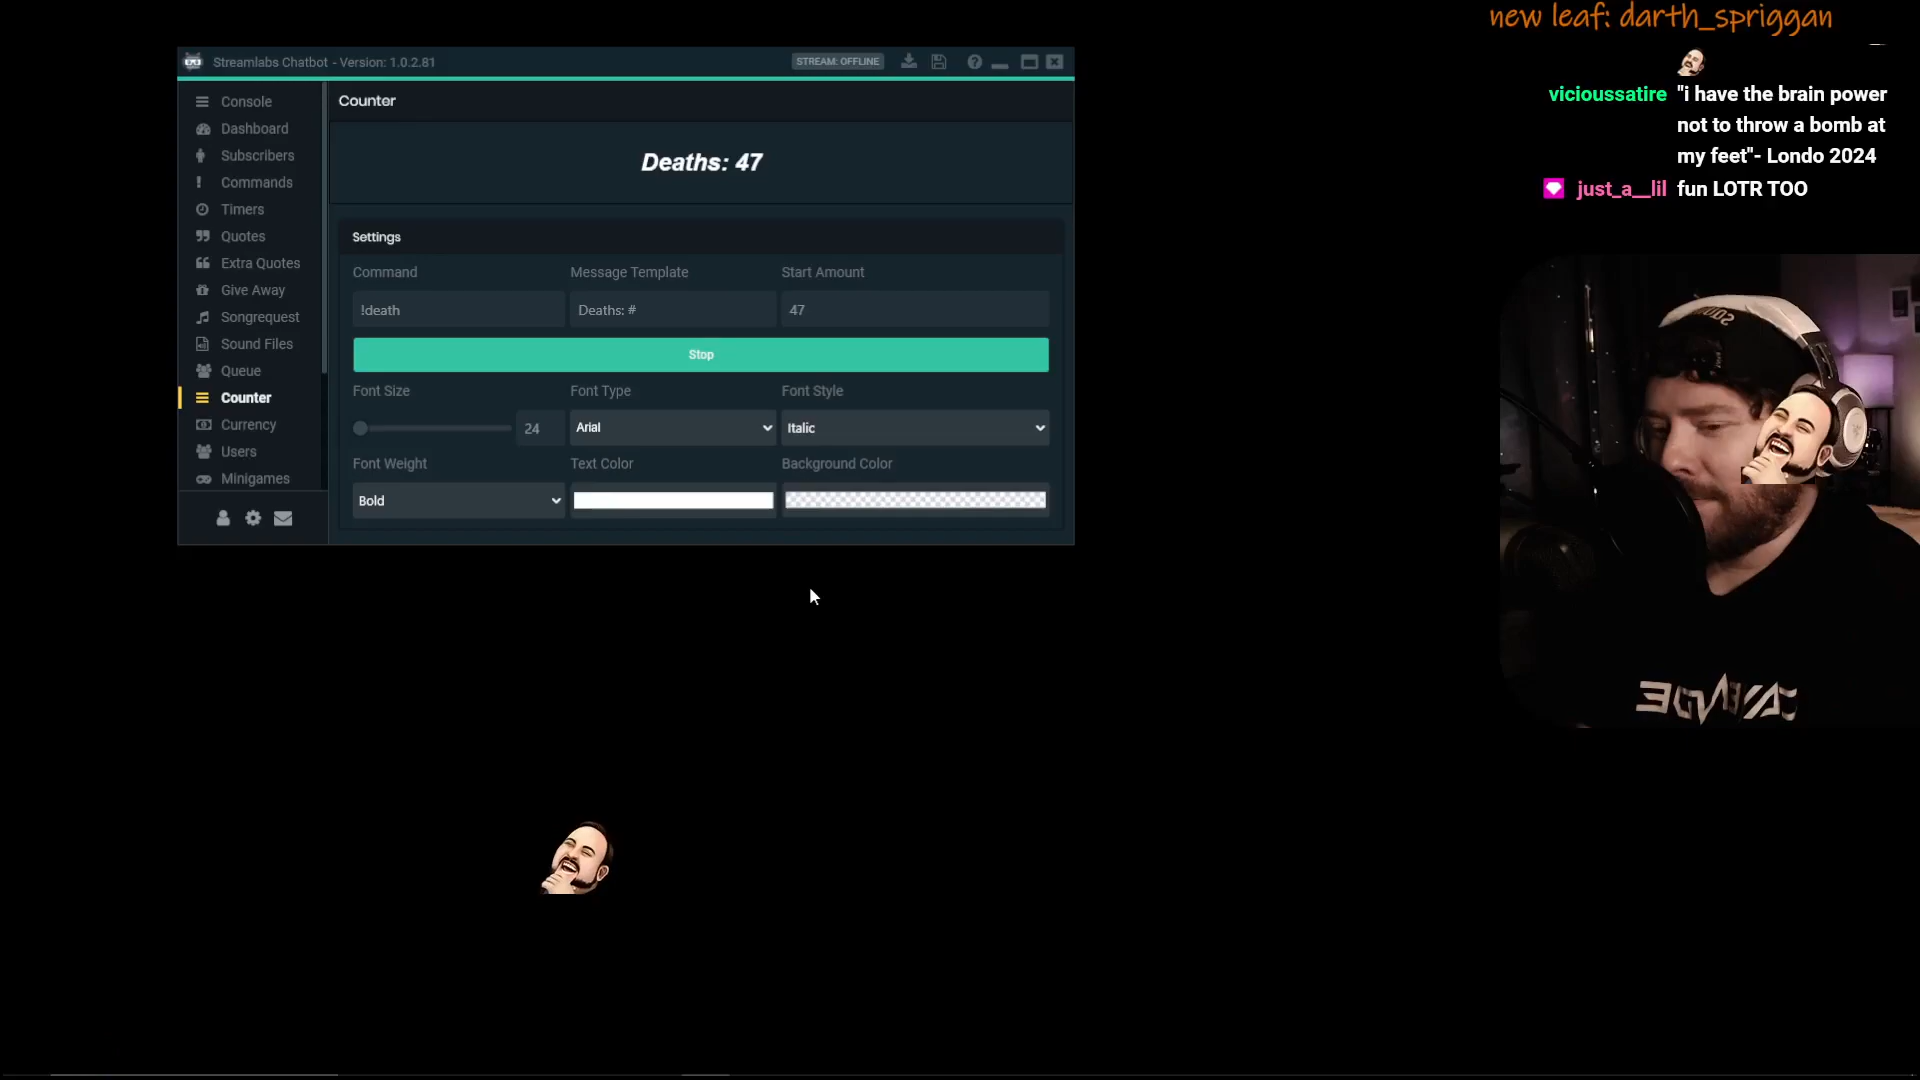 new leaf: darth_spriggan
Streamlabs Chatbot - Version: 1.0.2.81
STREAM: OFFLINE
Console
Dashboard
Subscribers
Commands
Timers
Quotes
Extra Quotes
Give Away
Songrequest
Sound Files
Queue
Counter
Currency
Users
Minigames
Counter
Deaths: 47
Settings
Command Message Template Start Amount
!death Deaths: # 47
Stop
Font Size Font Type Font Style
24 Arial Italic
Font Weight Text Color Background Color
Bold
vicioussatire "i have the brain power
not to throw a bomb at
my feet"- Londo 2024
just_a__lil fun LOTR TOO